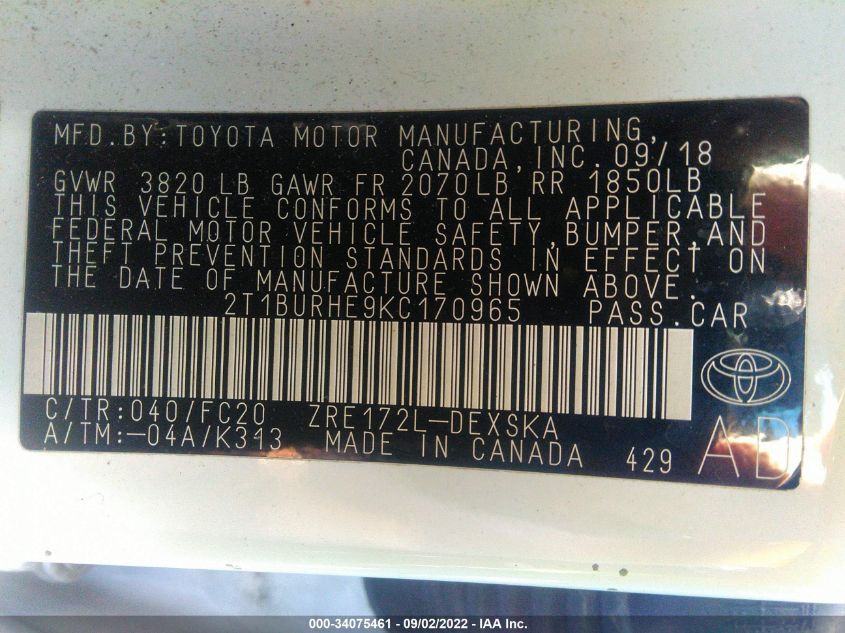 MFD.BY:TOYOTA MOTOR MANUFACTURING,
CANADA,INC.09/18
GVWR 3820 LB GAWR FR 2070LB RR 1850LB
THIS VEHICLE CONFORMS TO ALL APPLICABLE
FEDERAL MOTOR VEHICLE SAFETY,BUMPER,AND
THEFT PREVENTION STANDARDS IN EFFECT ON
THE DATE OF MANUFACTURE SHOWN ABOVE.
2T1BURHE9KC170965 PASS.CAR
C/TR:040/FC20 ZRE172L-DEXSKA
A/TM:-04A/K313 MADE IN CANADA 429 AD
000-34075461 - 09/02/2022 - IAA Inc.